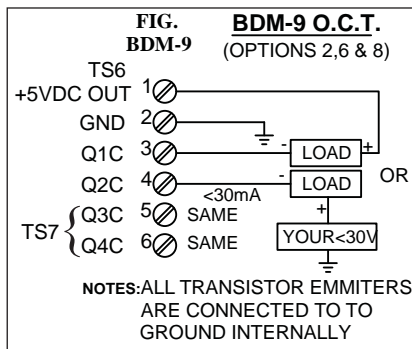 FIG. BDM-9 O.C.T.
BDM-9 (OPTIONS 2,6 & 8)
TS6
+5VDC OUT 1
GND 2
Q1C 3 - LOAD +
OR
Q2C 4 - LOAD
<30mA
+
TS7 { Q3C 5 SAME
Q4C 6 SAME
YOUR<30V
NOTES:ALL TRANSISTOR EMMITERS
ARE CONNECTED TO TO
GROUND INTERNALLY